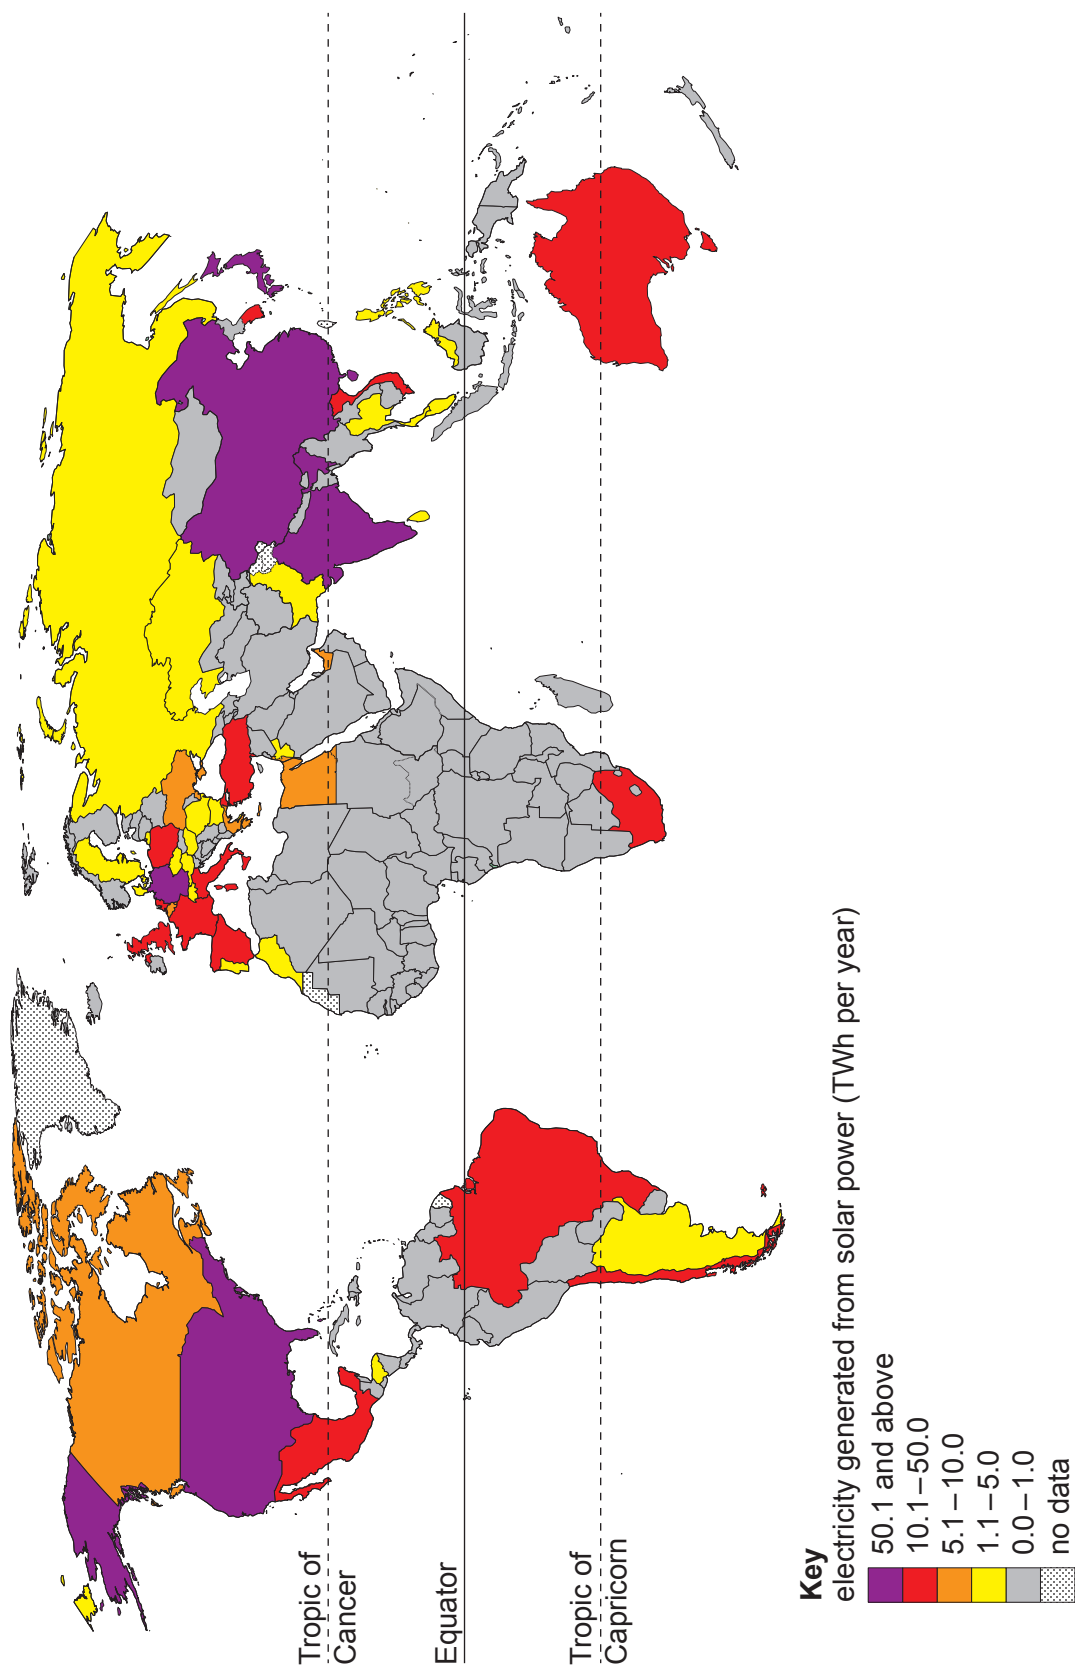 Tropic of
Cancer
Equator
Tropic of
Capricorn
Key
electricity generated from solar power (TWh per year)
50.1 and above
10.1–50.0
5.1–10.0
1.1–5.0
0.0–1.0
no data